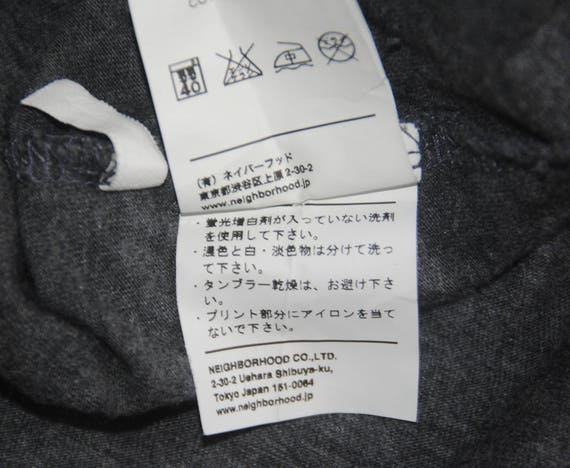 40
(有) ネイバーフッド
東京都渋谷区上原 2-30-2
www.neighborhood.jp
・蛍光増白剤が入っていない洗剤
を使用して下さい。
・濃色と白・淡色物は分けて洗っ
て下さい。
・タンブラー乾燥は、お避け下さ
い。
・プリント部分にアイロンを当て
ないで下さい。
NEIGHBORHOOD CO.,LTD.
2-30-2 Uehara Shibuya-ku,
Tokyo Japan 151-0064
www.neighborhood.jp